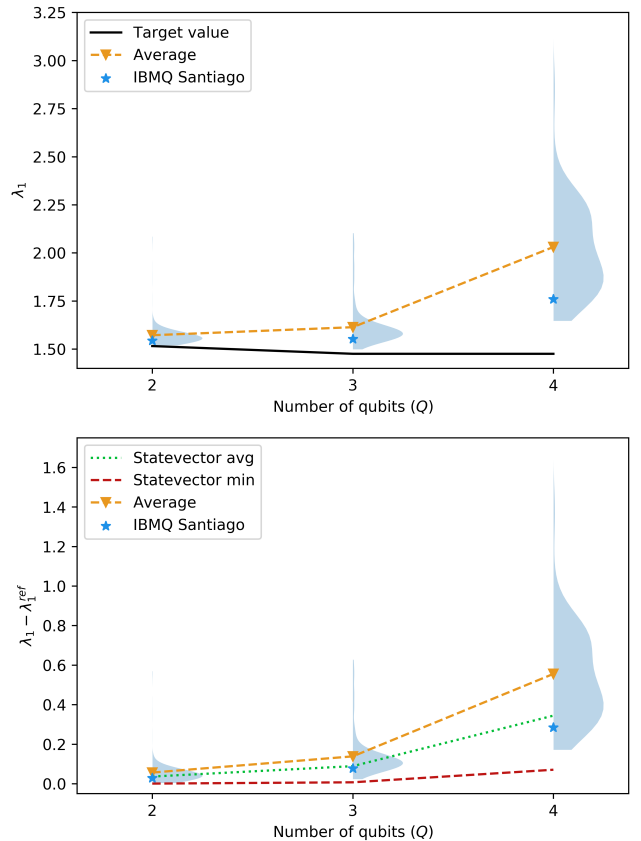 3.25
3.00
2.75
2.50
2.25
2.00
1.75
1.50
λ₁
Target value
Average
IBMQ Santiago
2 3 4
Number of qubits (Q)
1.6
1.4
1.2
1.0
0.8
0.6
0.4
0.2
0.0
λ₁ − λ₁ʳᵉᶠ
Statevector avg
Statevector min
Average
IBMQ Santiago
2 3 4
Number of qubits (Q)